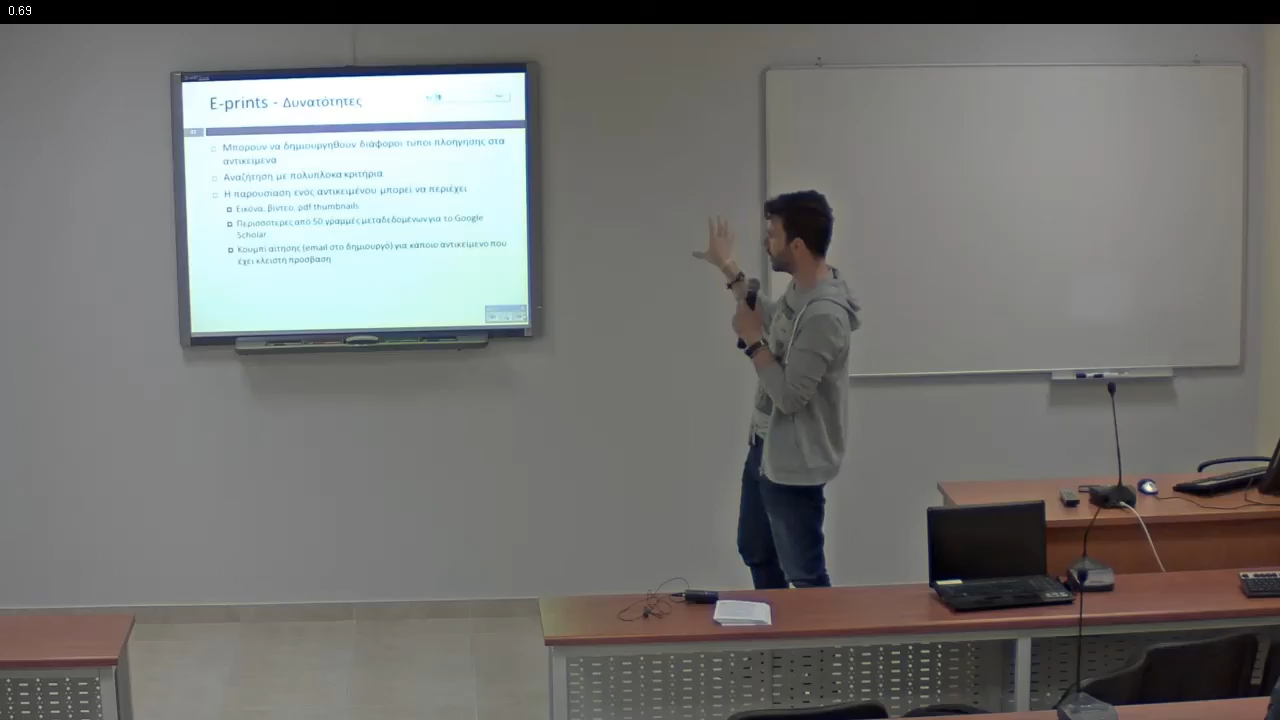 0.69
E-prints - Δυνατότητες
Μπορούν να δημιουργηθούν διάφοροι τύποι πλοήγησης στα
αντικείμενα
Αναζήτηση με πολύπλοκα κριτήρια
Η παρουσίαση ενός αντικειμένου μπορεί να περιέχει
Εικόνα, βίντεο, pdf thumbnails
Περισσότερες από 50 γραμμές μεταδεδομένων για το Google
Scholar
Κουμπί αίτησης (email στο δημιουργό) για κάποιο αντικείμενο που
έχει κλειστή πρόσβαση